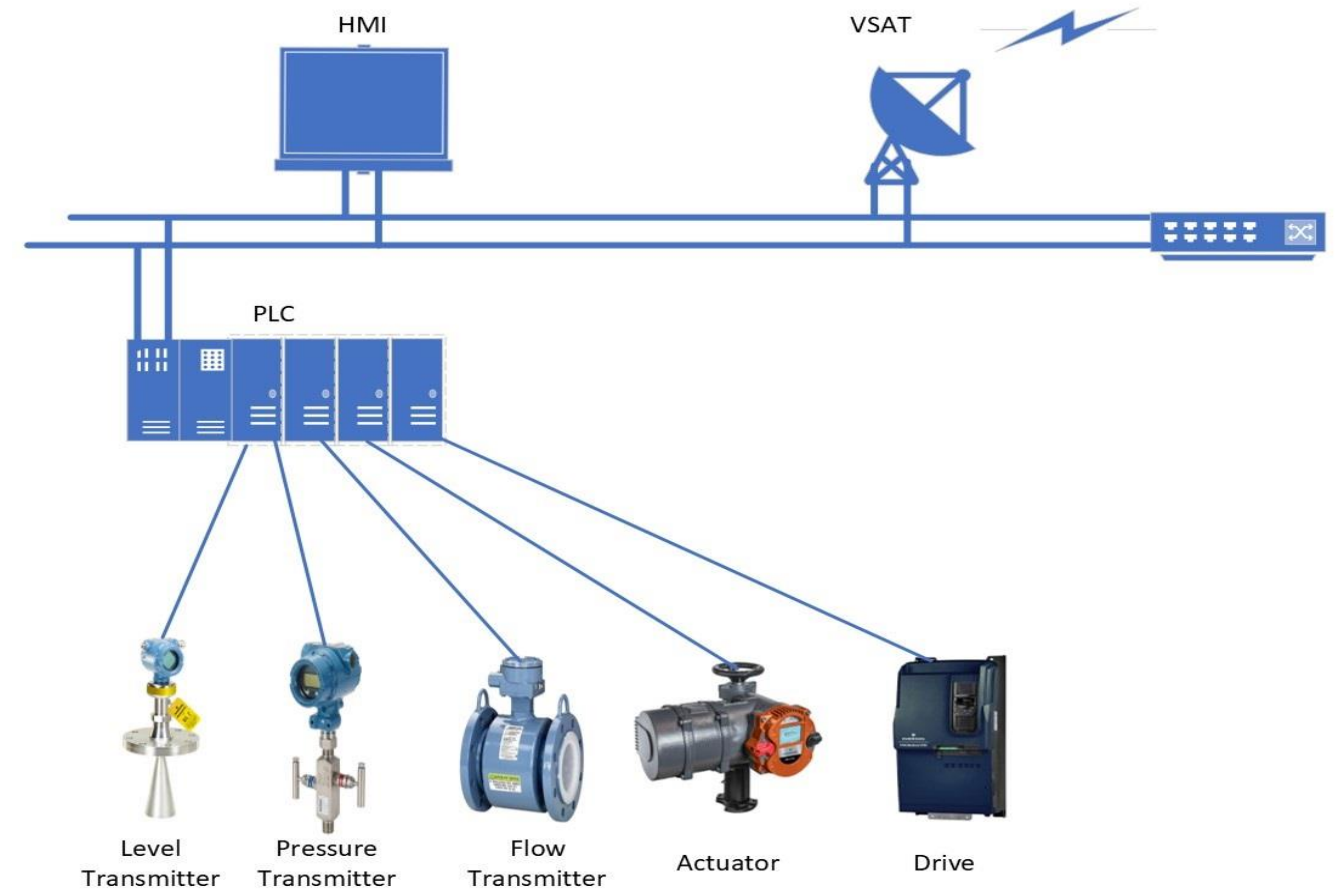 HMI
VSAT
PLC
Level
Transmitter
Pressure
Transmitter
Flow
Transmitter
Actuator
Drive